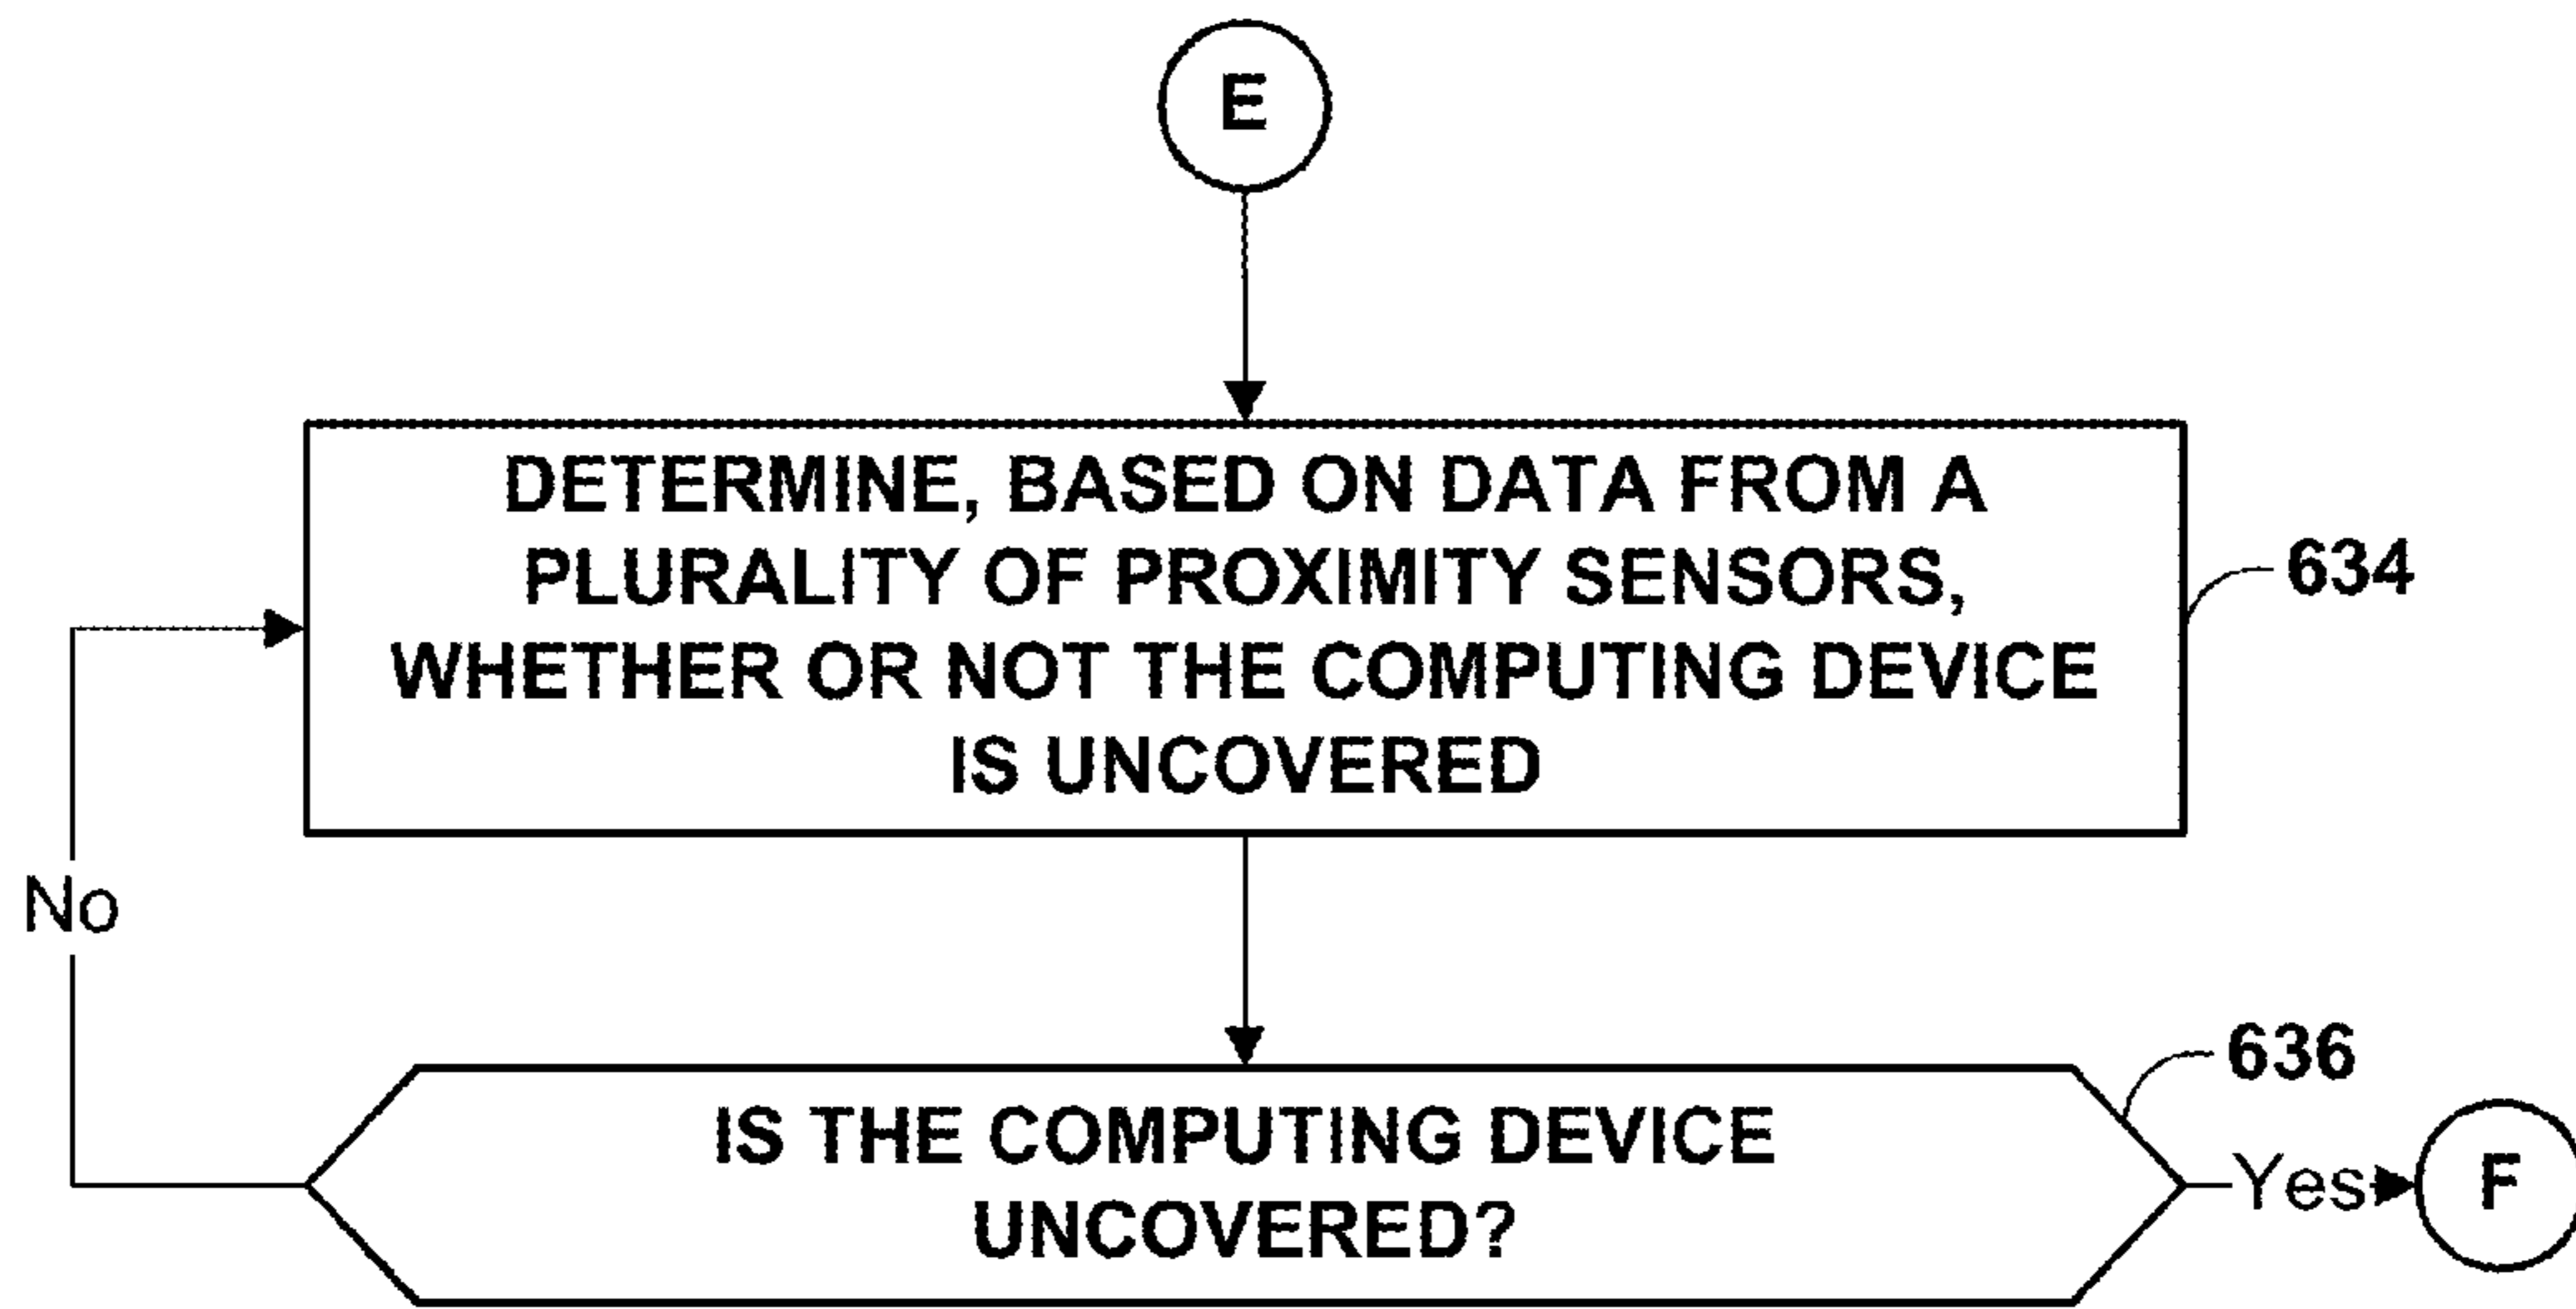 E
DETERMINE, BASED ON DATA FROM A
PLURALITY OF PROXIMITY SENSORS,
WHETHER OR NOT THE COMPUTING DEVICE
IS UNCOVERED
634
No
636
IS THE COMPUTING DEVICE
UNCOVERED?
Yes
F